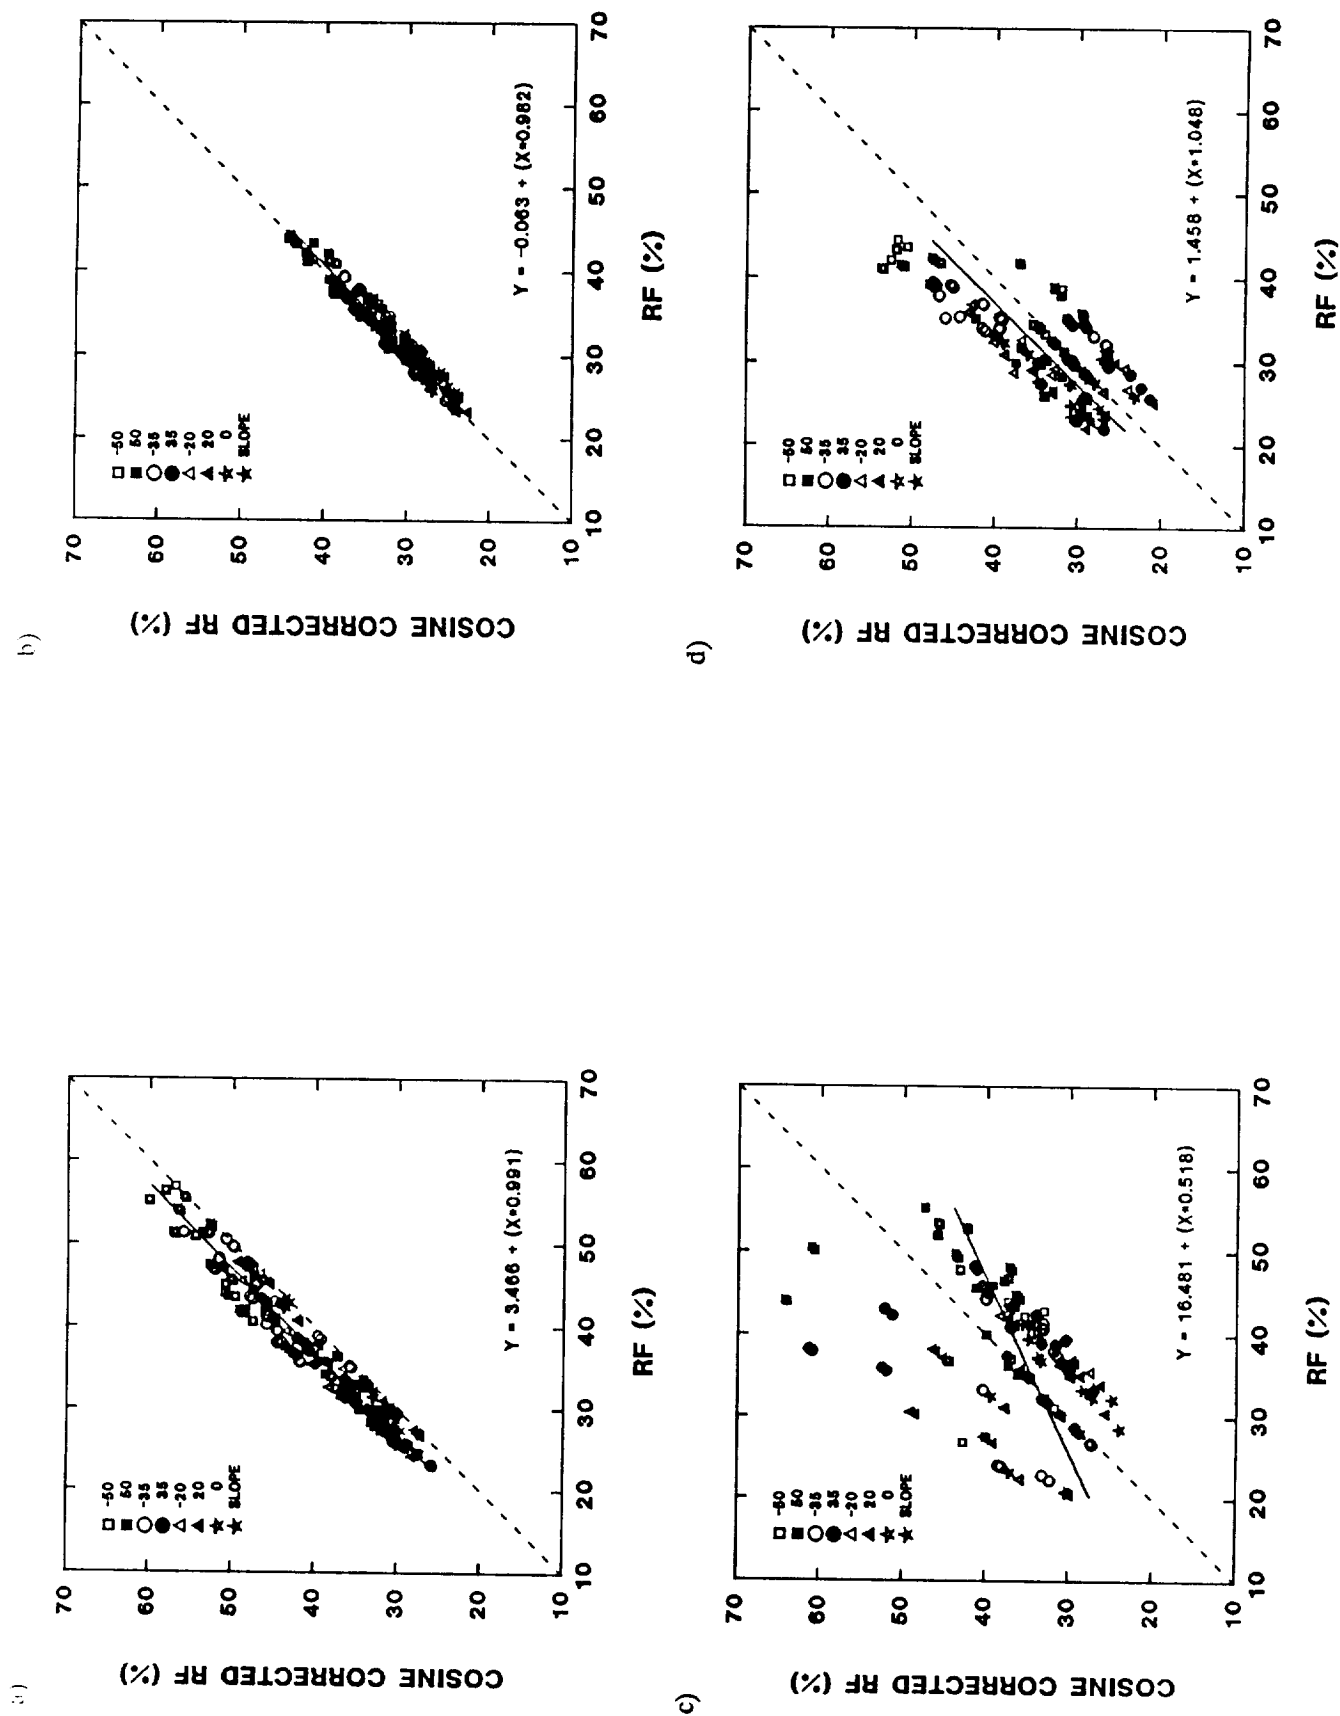 a)
COSINE CORRECTED RF (%)
70
60
50
40
30
20
10
□ -50
■ 50
○ -35
● 35
△ -20
▲ 20
☆ 0
★ SLOPE
Y = 3.466 + (X*0.991)
10 20 30 40 50 60 70
RF (%)
b)
COSINE CORRECTED RF (%)
70
60
50
40
30
20
10
□ -50
■ 50
○ -35
● 35
△ -20
▲ 20
☆ 0
★ SLOPE
Y = -0.063 + (X*0.982)
10 20 30 40 50 60 70
RF (%)
c)
COSINE CORRECTED RF (%)
70
60
50
40
30
20
10
□ -50
■ 50
○ -35
● 35
△ -20
▲ 20
☆ 0
★ SLOPE
Y = 16.481 + (X*0.518)
10 20 30 40 50 60 70
RF (%)
d)
COSINE CORRECTED RF (%)
70
60
50
40
30
20
10
□ -50
■ 50
○ -35
● 35
△ -20
▲ 20
☆ 0
★ SLOPE
Y = 1.458 + (X*1.048)
10 20 30 40 50 60 70
RF (%)